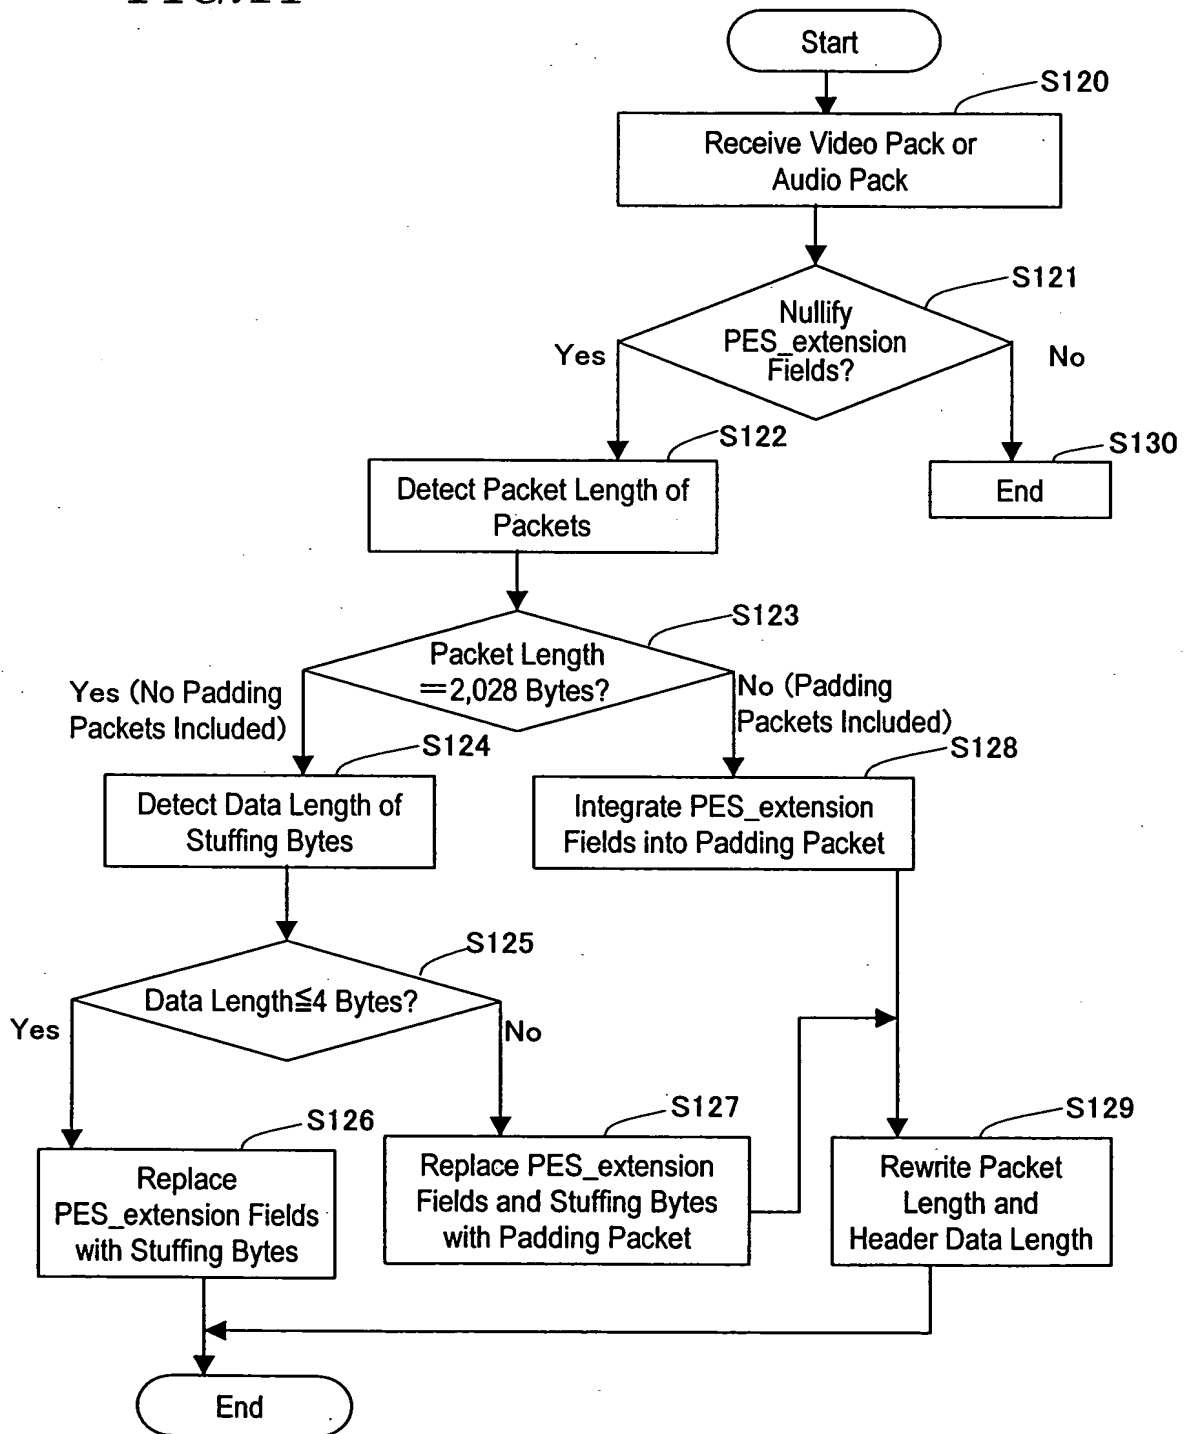 Start
S120
Receive Video Pack or
Audio Pack
S121
Nullify
PES_extension
Fields?
Yes
No
S122
S130
Detect Packet Length of
Packets
End
S123
Packet Length
=2,028 Bytes?
Yes (No Padding
Packets Included)
No (Padding
Packets Included)
S124
S128
Detect Data Length of
Stuffing Bytes
Integrate PES_extension
Fields into Padding Packet
S125
Data Length≦4 Bytes?
Yes
No
S126
S127
S129
Replace
PES_extension Fields
with Stuffing Bytes
Replace PES_extension
Fields and Stuffing Bytes
with Padding Packet
Rewrite Packet
Length and
Header Data Length
End